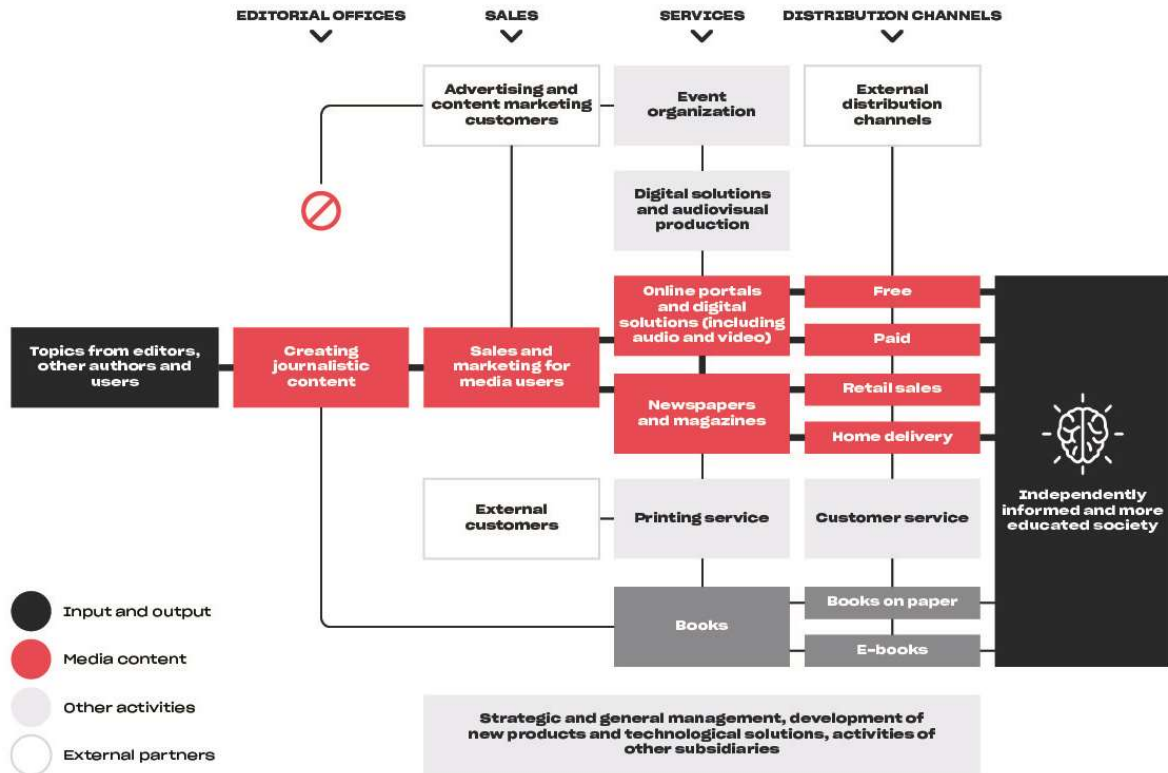 EDITORIAL OFFICES
SALES
SERVICES
DISTRIBUTION CHANNELS
Advertising and
content marketing
customers
Event
organization
External
distribution
channels
Digital solutions
and audiovisual
production
Topics from editors,
other authors and
users
Creating
journalistic
content
Sales and
marketing for
media users
Online portals
and digital
solutions (including
audio and video)
Free
Paid
Newspapers
and magazines
Retail sales
Home delivery
Independently
informed and more
educated society
External
customers
Printing service
Customer service
Books
Books on paper
E-books
Input and output
Media content
Other activities
External partners
Strategic and general management, development of
new products and technological solutions, activities of
other subsidiaries